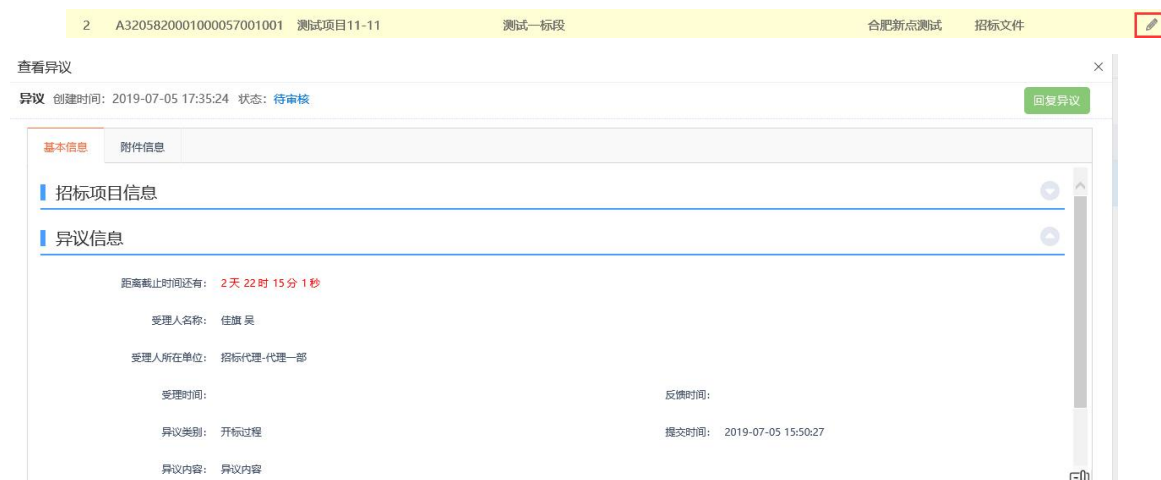 2 A3205820001000057001001 测试项目11-11 测试一标段 合肥新点测试 招标文件
查看异议
异议 创建时间：2019-07-05 17:35:24 状态：待审核 回复异议
基本信息 附件信息
招标项目信息
异议信息
距离截止时间还有： 2 天 22 时 15 分 1 秒
受理人名称： 佳旗 吴
受理人所在单位： 招标代理-代理一部
受理时间： 反馈时间：
异议类别： 开标过程 提交时间： 2019-07-05 15:50:27
异议内容： 异议内容